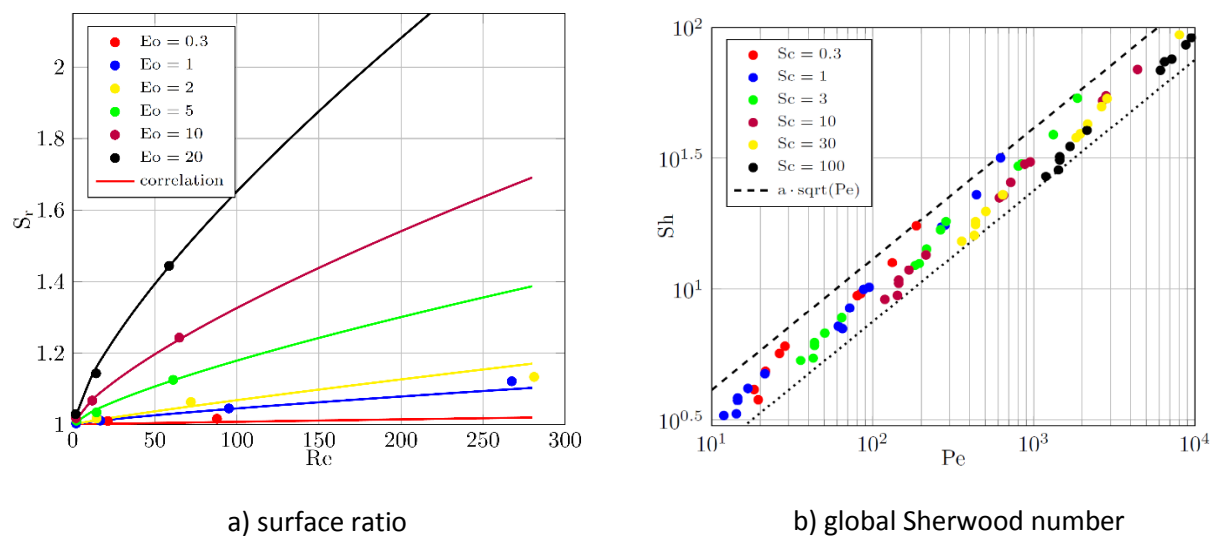 2
1.8
1.6
1.4
1.2
1
S_r
0
50
100
150
200
250
300
Re
Eo = 0.3
Eo = 1
Eo = 2
Eo = 5
Eo = 10
Eo = 20
correlation
a) surface ratio
10^2
10^1.5
10^1
10^0.5
Sh
10^1
10^2
10^3
10^4
Pe
Sc = 0.3
Sc = 1
Sc = 3
Sc = 10
Sc = 30
Sc = 100
a · sqrt(Pe)
b) global Sherwood number